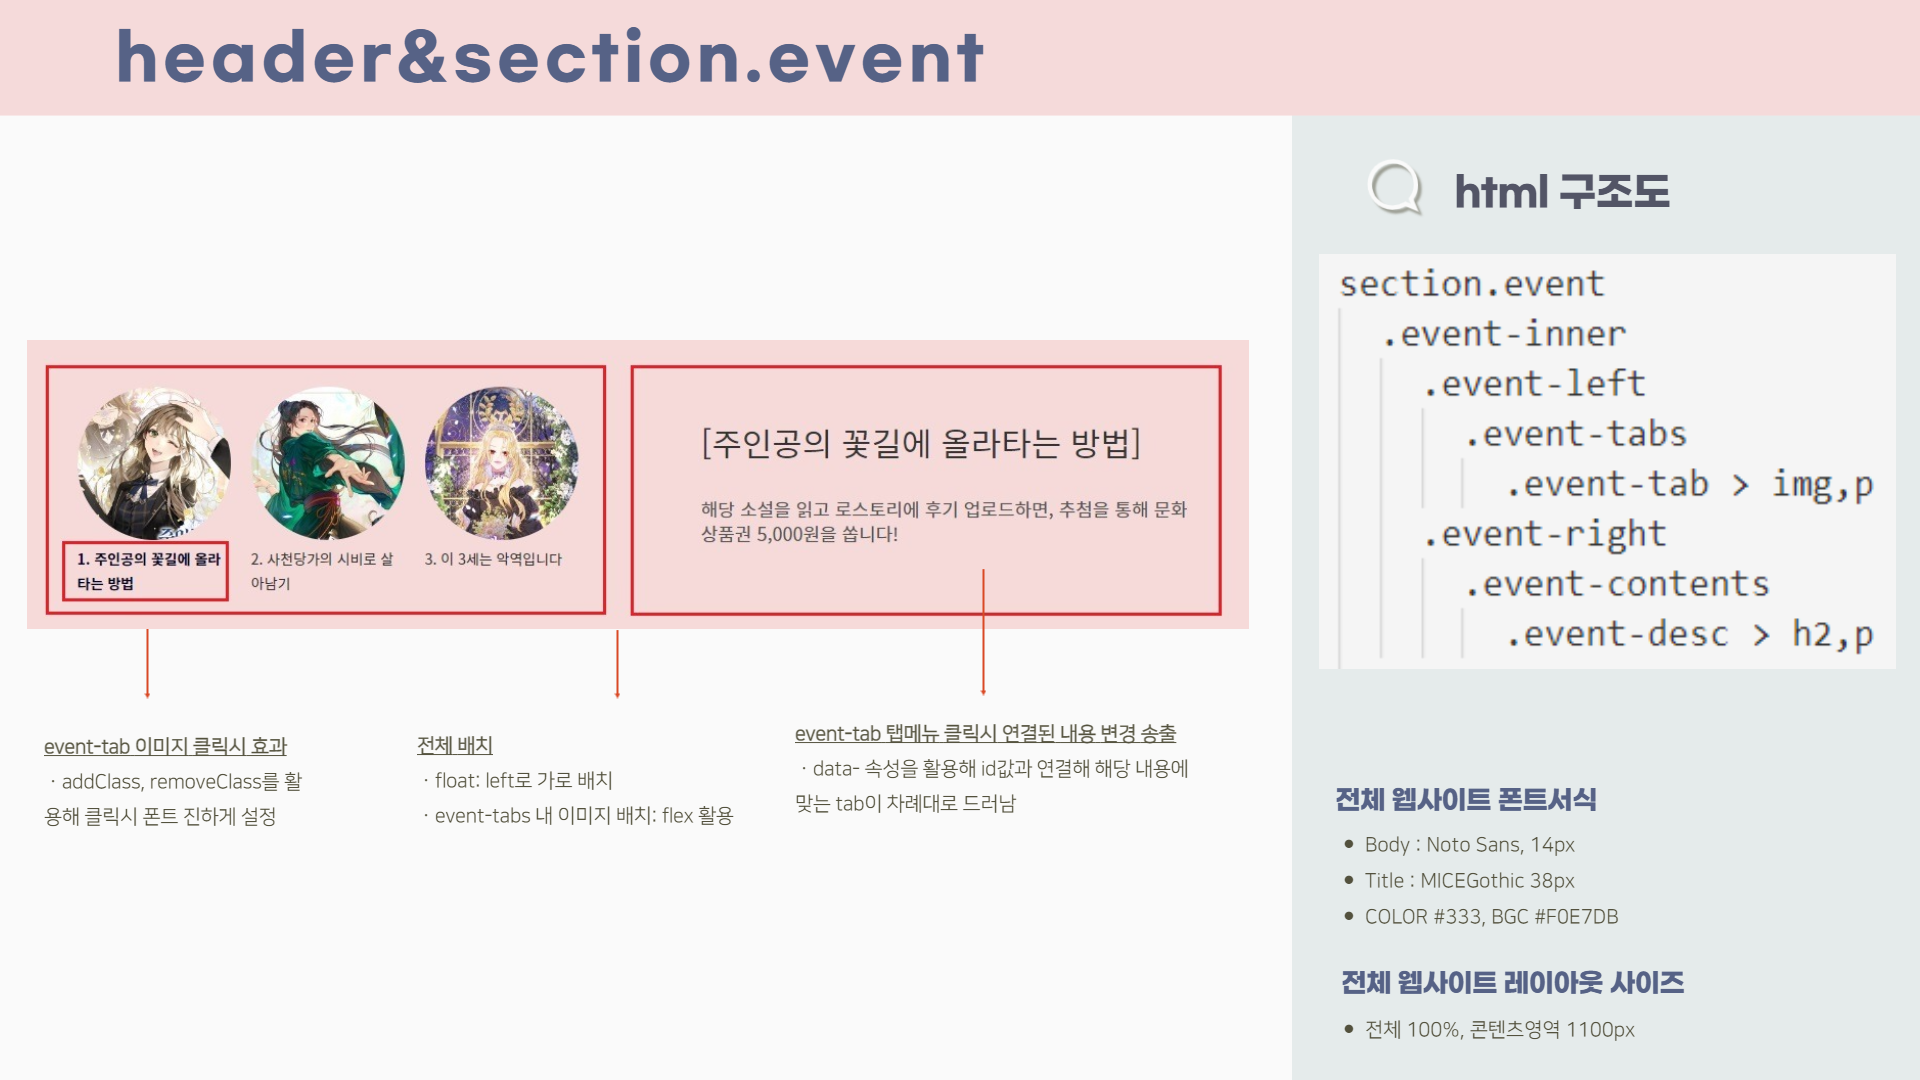 header&section.event
1. 주인공의 꽃길에 올라
타는 방법
2. 사천당가의 시비로 살
아남기
3. 이 3세는 악역입니다
[주인공의 꽃길에 올라타는 방법]
해당 소설을 읽고 로스토리에 후기 업로드하면, 추첨을 통해 문화
상품권 5,000원을 쏩니다!
event-tab 이미지 클릭시 효과
· addClass, removeClass를 활
용해 클릭시 폰트 진하게 설정
전체 배치
· float: left로 가로 배치
· event-tabs 내 이미지 배치: flex 활용
event-tab 탭메뉴 클릭시 연결된 내용 변경 송출
· data- 속성을 활용해 id값과 연결해 해당 내용에
맞는 tab이 차례대로 드러남
html 구조도
section.event
.event-inner
.event-left
.event-tabs
.event-tab > img,p
.event-right
.event-contents
.event-desc > h2,p
전체 웹사이트 폰트서식
• Body : Noto Sans, 14px
• Title : MICEGothic 38px
• COLOR #333, BGC #F0E7DB
전체 웹사이트 레이아웃 사이즈
• 전체 100%, 콘텐츠영역 1100px